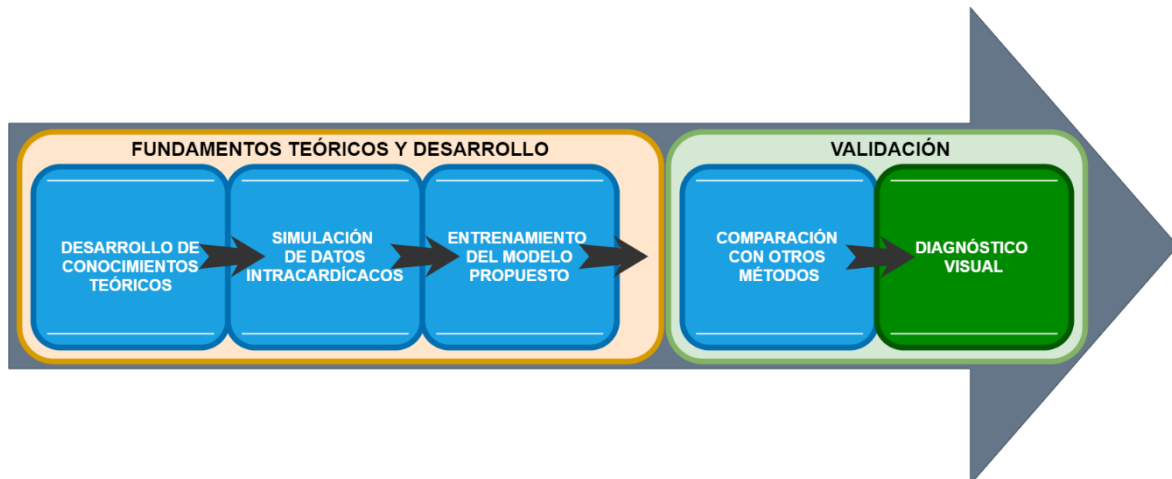 FUNDAMENTOS TEÓRICOS Y DESARROLLO
DESARROLLO DE
CONOCIMIENTOS
TEÓRICOS
SIMULACIÓN
DE DATOS
INTRACARDÍCACOS
ENTRENAMIENTO
DEL MODELO
PROPUESTO
VALIDACIÓN
COMPARACIÓN
CON OTROS
MÉTODOS
DIAGNÓSTICO
VISUAL